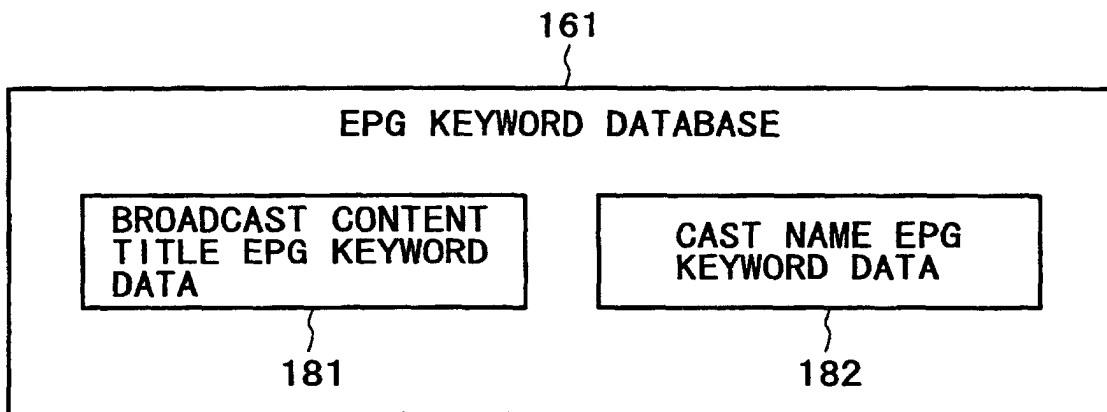 161
EPG KEYWORD DATABASE
BROADCAST CONTENT
TITLE EPG KEYWORD
DATA
CAST NAME EPG
KEYWORD DATA
181
182